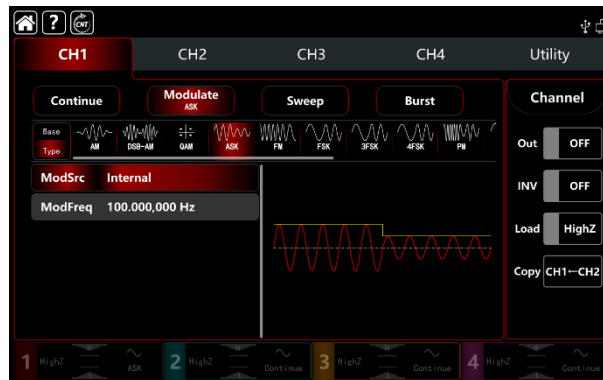 ? CNT
CH1 CH2 CH3 CH4 Utility
Continue Modulate Sweep Burst Channel
ASK
Base
Type
AM DSB-AM QAM ASK FM FSK 3FSK 4FSK PM
Out OFF
ModSrc Internal
INV OFF
ModFreq 100.000,000 Hz
Load HighZ
Copy CH1←CH2
1 HighZ ASK 2 HighZ Continue 3 HighZ Continue 4 HighZ Continue